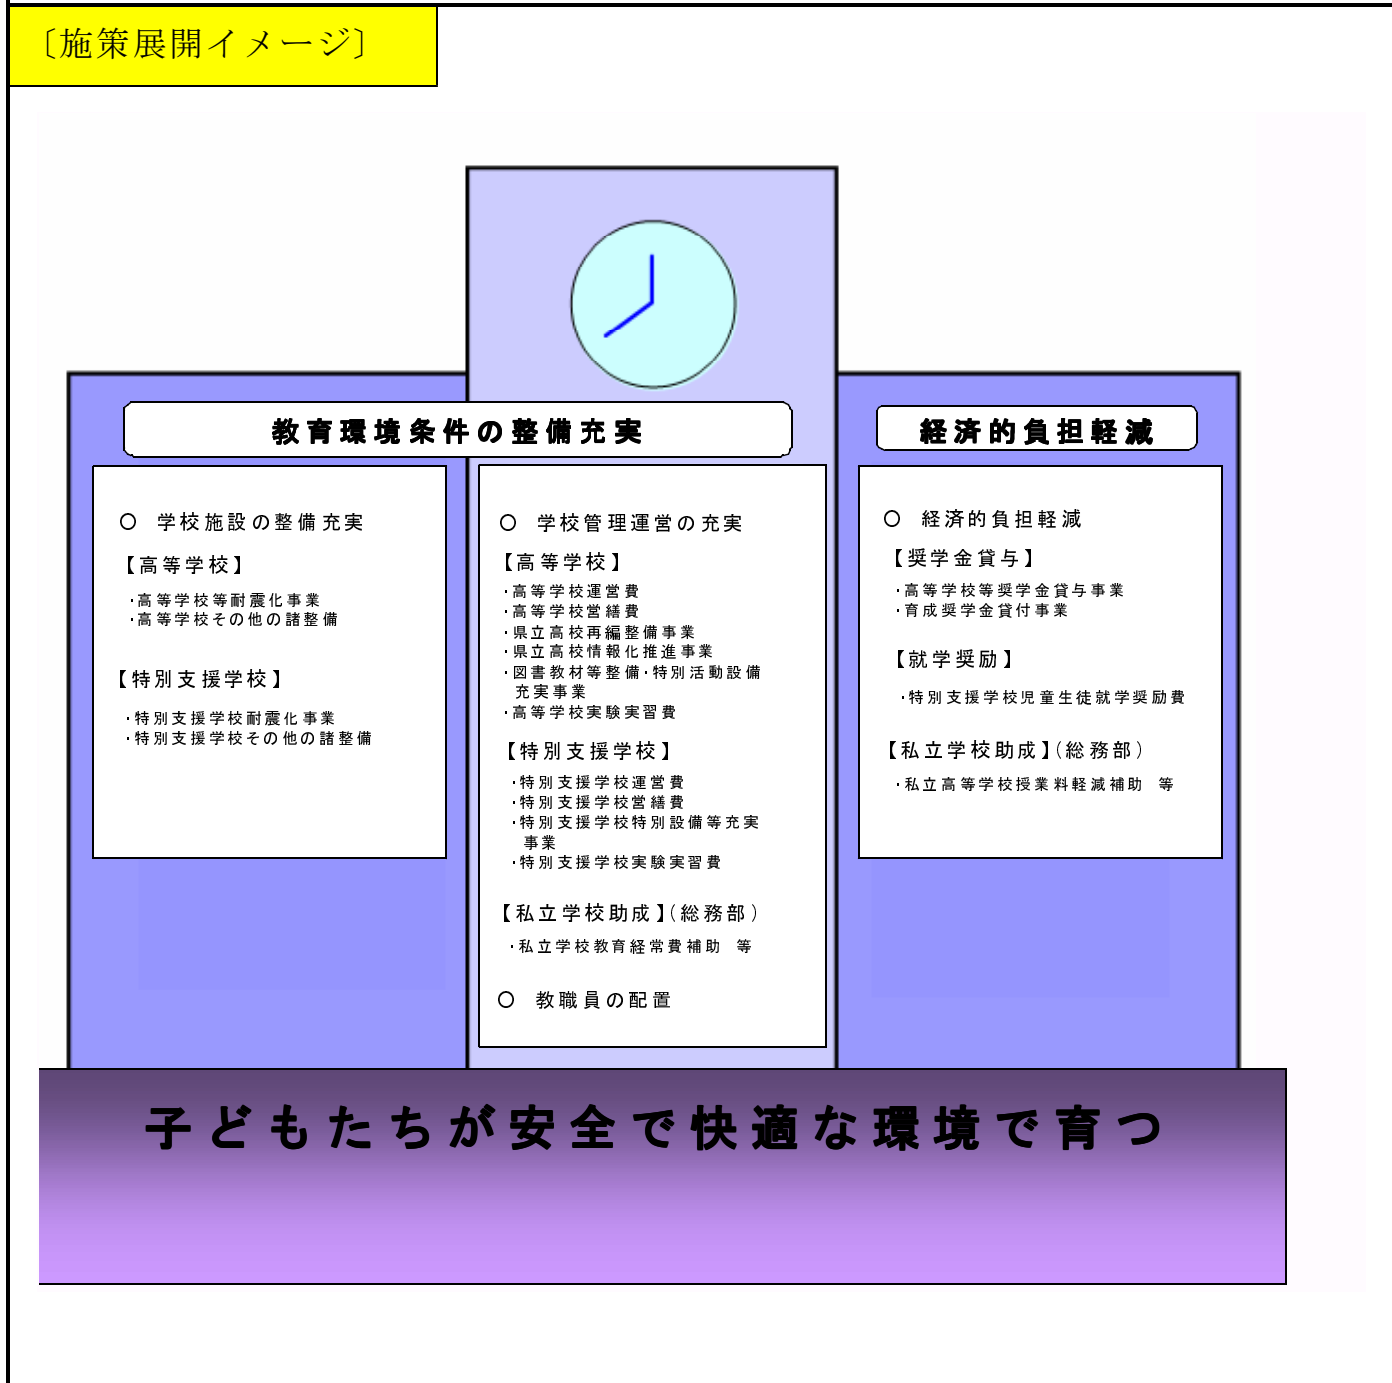 〔施策展開イメージ〕
教育環境条件の整備充実
○ 学校施設の整備充実
【高等学校】
・高等学校等耐震化事業
・高等学校その他の諸整備
【特別支援学校】
・特別支援学校耐震化事業
・特別支援学校その他の諸整備
○ 学校管理運営の充実
【高等学校】
・高等学校運営費
・高等学校営繕費
・県立高校再編整備事業
・県立高校情報化推進事業
・図書教材等整備・特別活動設備
充実事業
・高等学校実験実習費
【特別支援学校】
・特別支援学校運営費
・特別支援学校営繕費
・特別支援学校特別設備等充実
事業
・特別支援学校実験実習費
【私立学校助成】(総務部)
・私立学校教育経常費補助 等
○ 教職員の配置
経済的負担軽減
○ 経済的負担軽減
【奨学金貸与】
・高等学校等奨学金貸与事業
・育成奨学金貸付事業
【就学奨励】
・特別支援学校児童生徒就学奨励費
【私立学校助成】(総務部)
・私立高等学校授業料軽減補助 等
子どもたちが安全で快適な環境で育つ